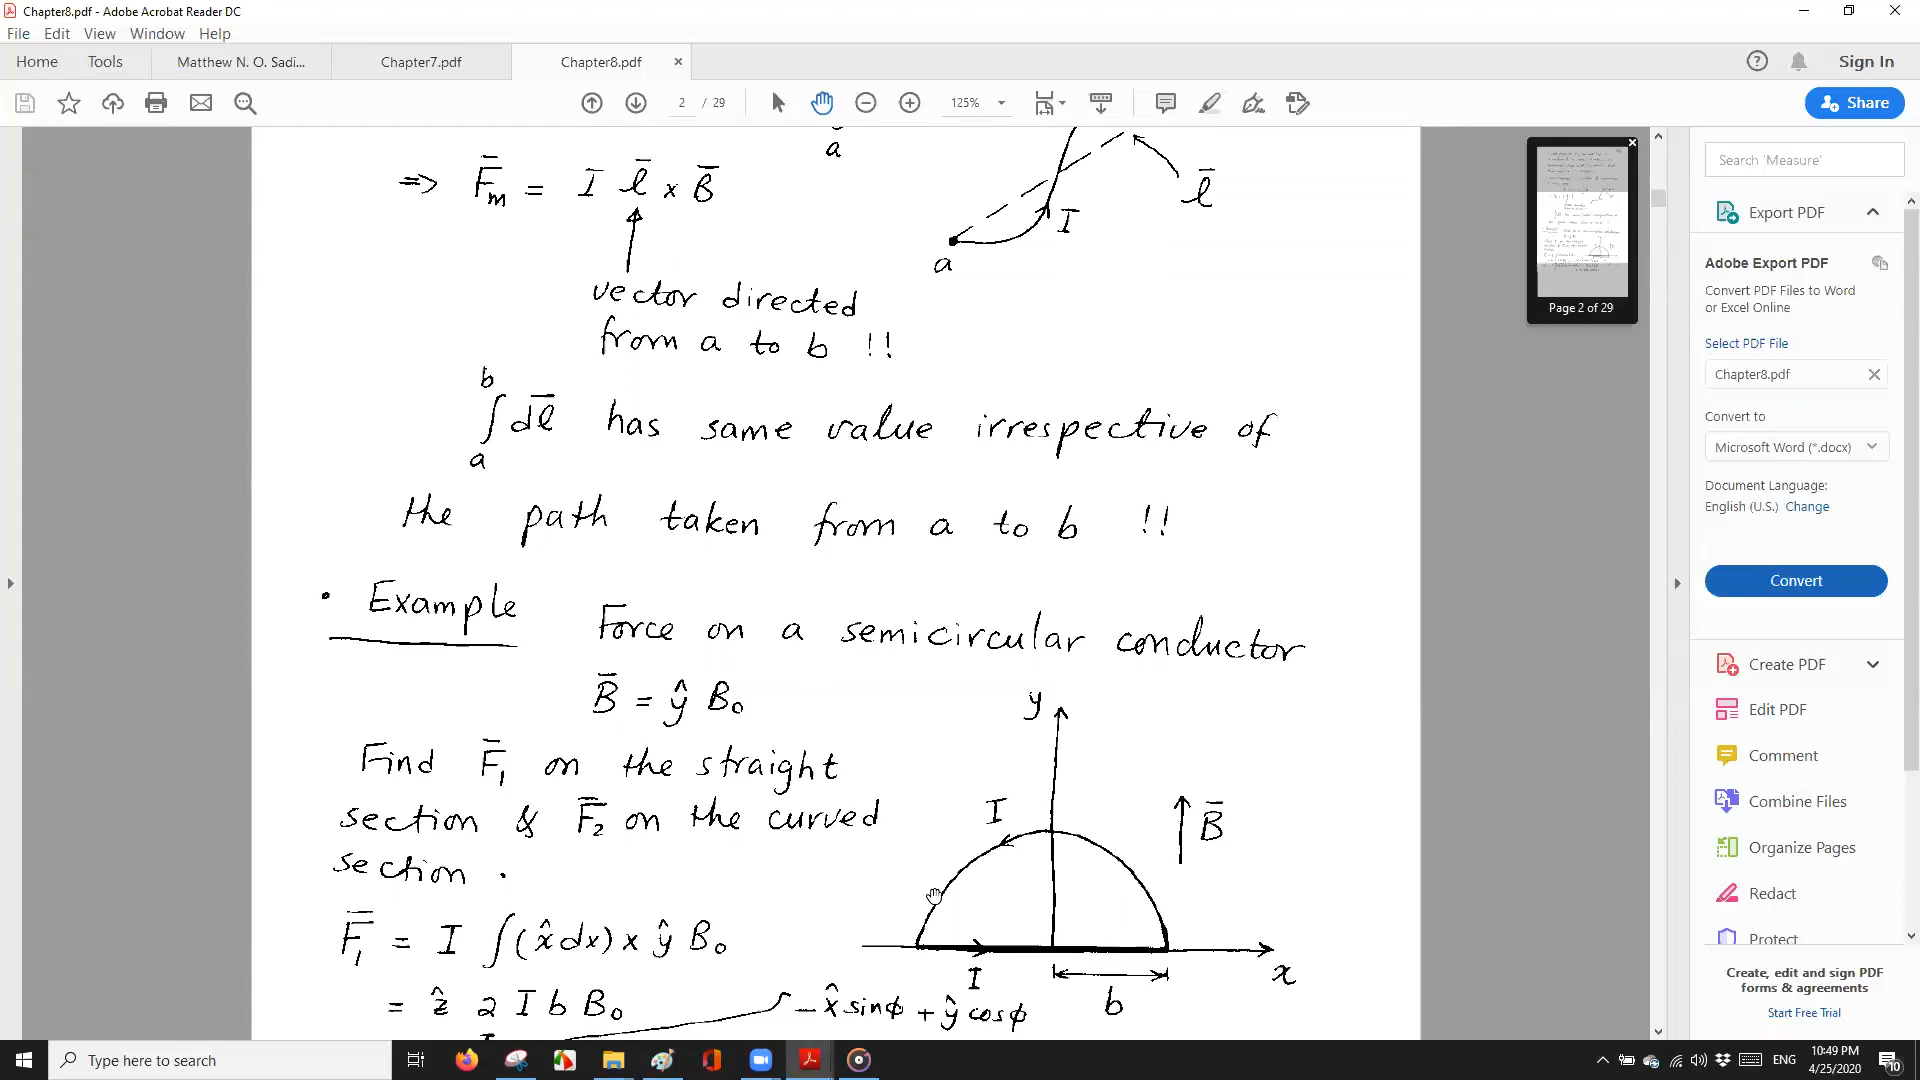 Chapter8.pdf - Adobe Acrobat Reader DC
File Edit View Window Help
Home Tools Matthew N. O. Sadi... Chapter7.pdf Chapter8.pdf ×
? Sign In
2 / 29 125% Share
a
=> F̄m = I l̄ x B̄
l̄
I
a
vector directed
from a to b !!
b
∫ dl̄ has same value irrespective of
a
the path taken from a to b !!
• Example Force on a semicircular conductor
B̄ = ŷ B₀
y
Find F̄₁ on the straight
I
section & F̄₂ on the curved
B̄
section .
F̄₁ = I ∫(x̂dx) x ŷ B₀
I
x
= ẑ 2 I b B₀
b
-x̂ sinϕ + ŷ cosϕ
Page 2 of 29
Search 'Measure'
Export PDF
Adobe Export PDF
Convert PDF Files to Word
or Excel Online
Select PDF File
Chapter8.pdf
Convert to
Microsoft Word (*.docx)
Document Language:
English (U.S.) Change
Convert
Create PDF
Edit PDF
Comment
Combine Files
Organize Pages
Redact
Protect
Create, edit and sign PDF
forms & agreements
Start Free Trial
Type here to search
ENG
10:49 PM
4/25/2020
10